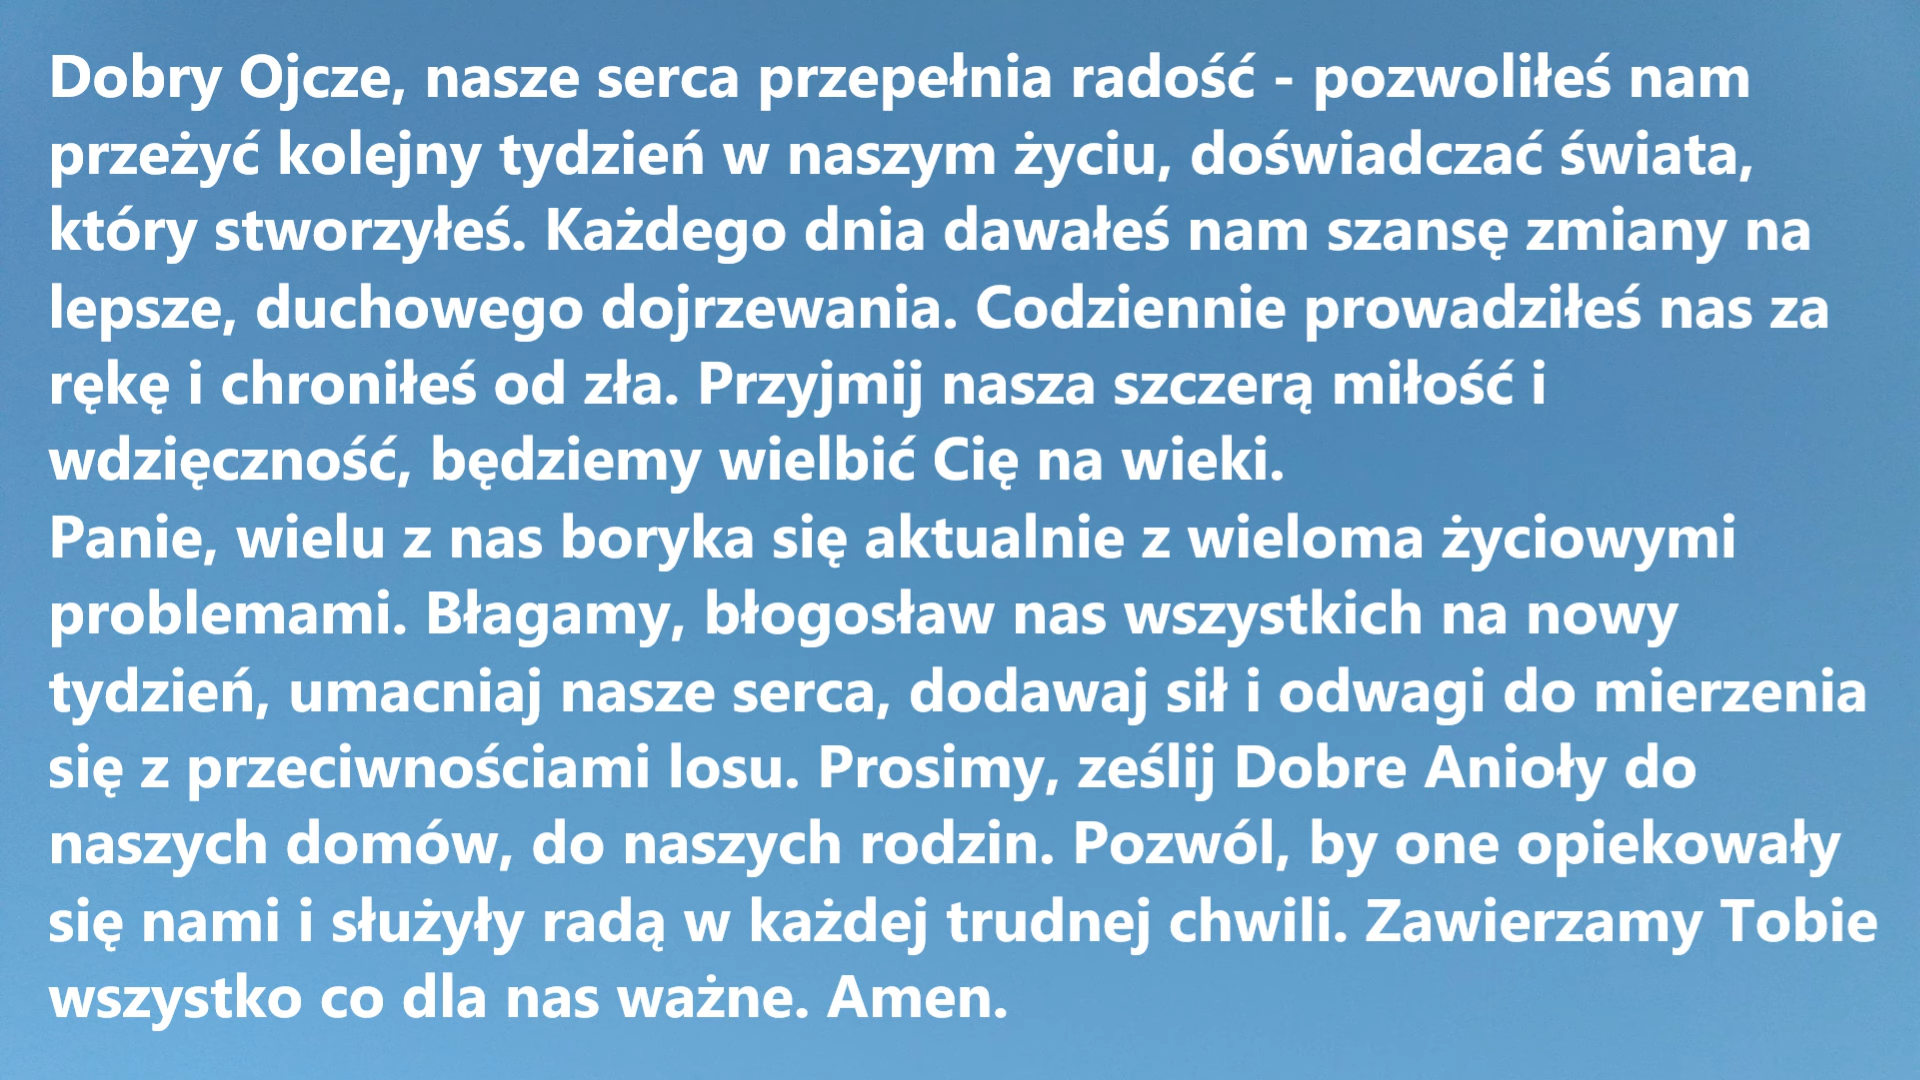 Dobry Ojcze, nasze serca przepełnia radość - pozwoliłeś nam
przeżyć kolejny tydzień w naszym życiu, doświadczać świata,
który stworzyłeś. Każdego dnia dawałeś nam szansę zmiany na
lepsze, duchowego dojrzewania. Codziennie prowadziłeś nas za
rękę i chroniłeś od zła. Przyjmij nasza szczerą miłość i
wdzięczność, będziemy wielbić Cię na wieki.
Panie, wielu z nas boryka się aktualnie z wieloma życiowymi
problemami. Błagamy, błogosław nas wszystkich na nowy
tydzień, umacniaj nasze serca, dodawaj sił i odwagi do mierzenia
się z przeciwnościami losu. Prosimy, ześlij Dobre Anioły do
naszych domów, do naszych rodzin. Pozwól, by one opiekowały
się nami i służyły radą w każdej trudnej chwili. Zawierzamy Tobie
wszystko co dla nas ważne. Amen.